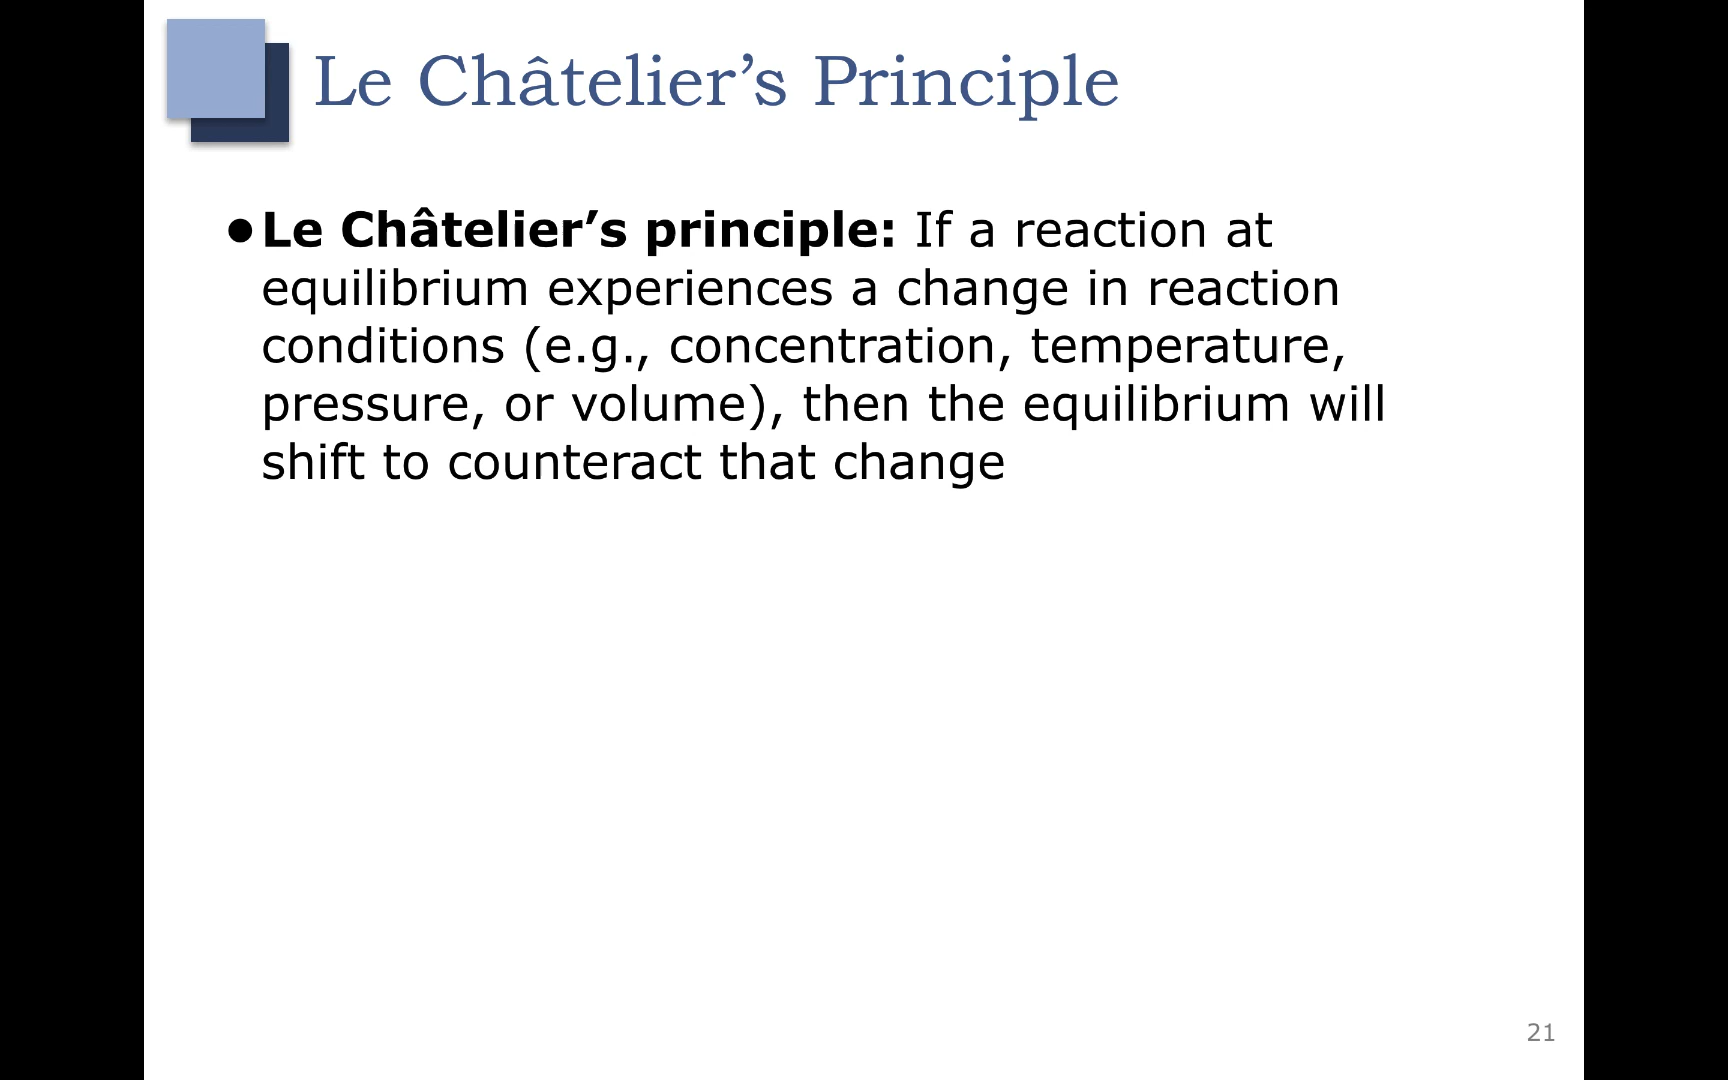 Le Châtelier’s Principle
●Le Châtelier’s principle: If a reaction at
equilibrium experiences a change in reaction
conditions (e.g., concentration, temperature,
pressure, or volume), then the equilibrium will
shift to counteract that change
21